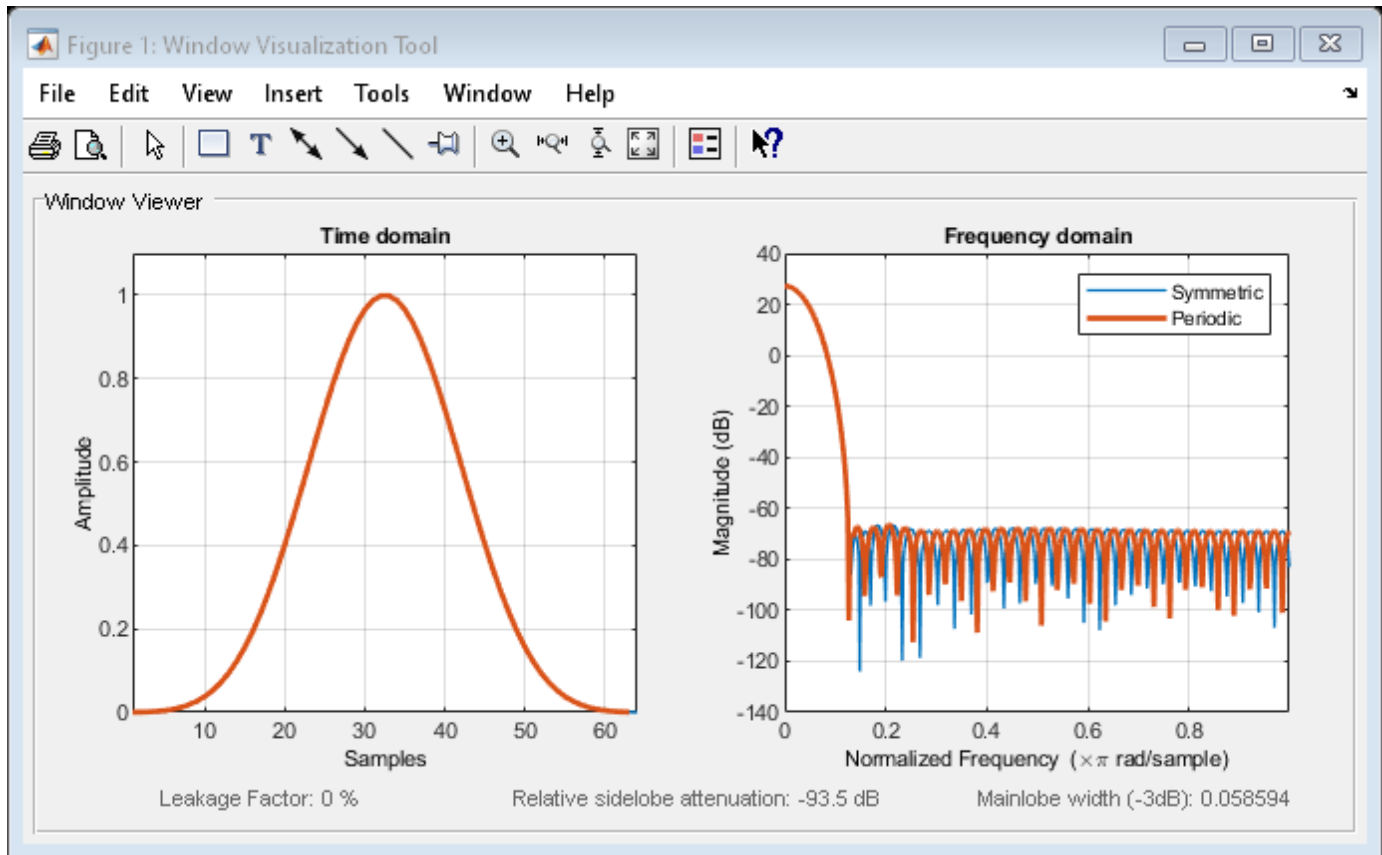 Figure 1: Window Visualization Tool
File Edit View Insert Tools Window Help
T
?
Window Viewer
Time domain
1
0.8
0.6
0.4
0.2
0
Amplitude
10 20 30 40 50 60
Samples
Frequency domain
Symmetric
Periodic
40
20
0
-20
-40
-60
-80
-100
-120
-140
Magnitude (dB)
0 0.2 0.4 0.6 0.8
Normalized Frequency (×π rad/sample)
Leakage Factor: 0 % Relative sidelobe attenuation: -93.5 dB Mainlobe width (-3dB): 0.058594